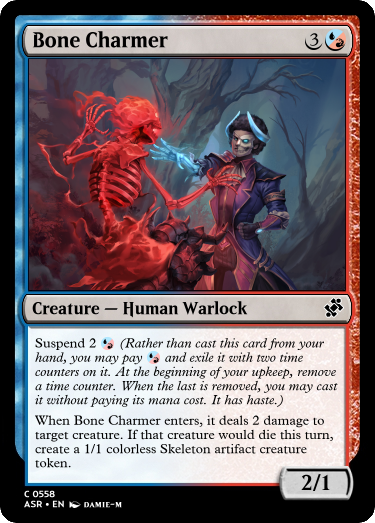 Bone Charmer 3
Creature — Human Warlock
Suspend 2 (Rather than cast this card from your
hand, you may pay and exile it with two time
counters on it. At the beginning of your upkeep, remove
a time counter. When the last is removed, you may cast
it without paying its mana cost. It has haste.)
When Bone Charmer enters, it deals 2 damage to
target creature. If that creature would die this turn,
create a 1/1 colorless Skeleton artifact creature
token.
2/1
C 0558
ASR • EN DAMIE-M